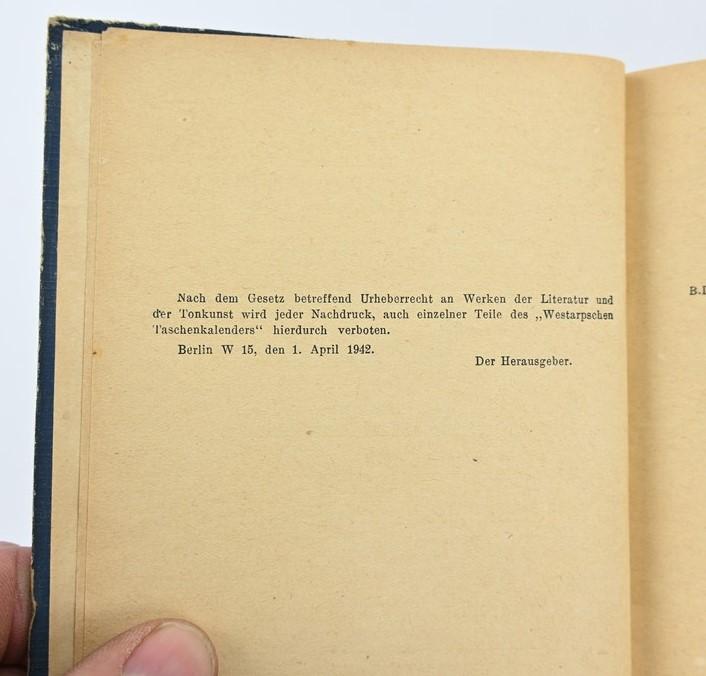 Nach dem Gesetz betreffend Urheberrecht an Werken der Literatur und
der Tonkunst wird jeder Nachdruck, auch einzelner Teile des „Westarpschen
Taschenkalenders“ hierdurch verboten.
Berlin W 15, den 1. April 1942.
Der Herausgeber.